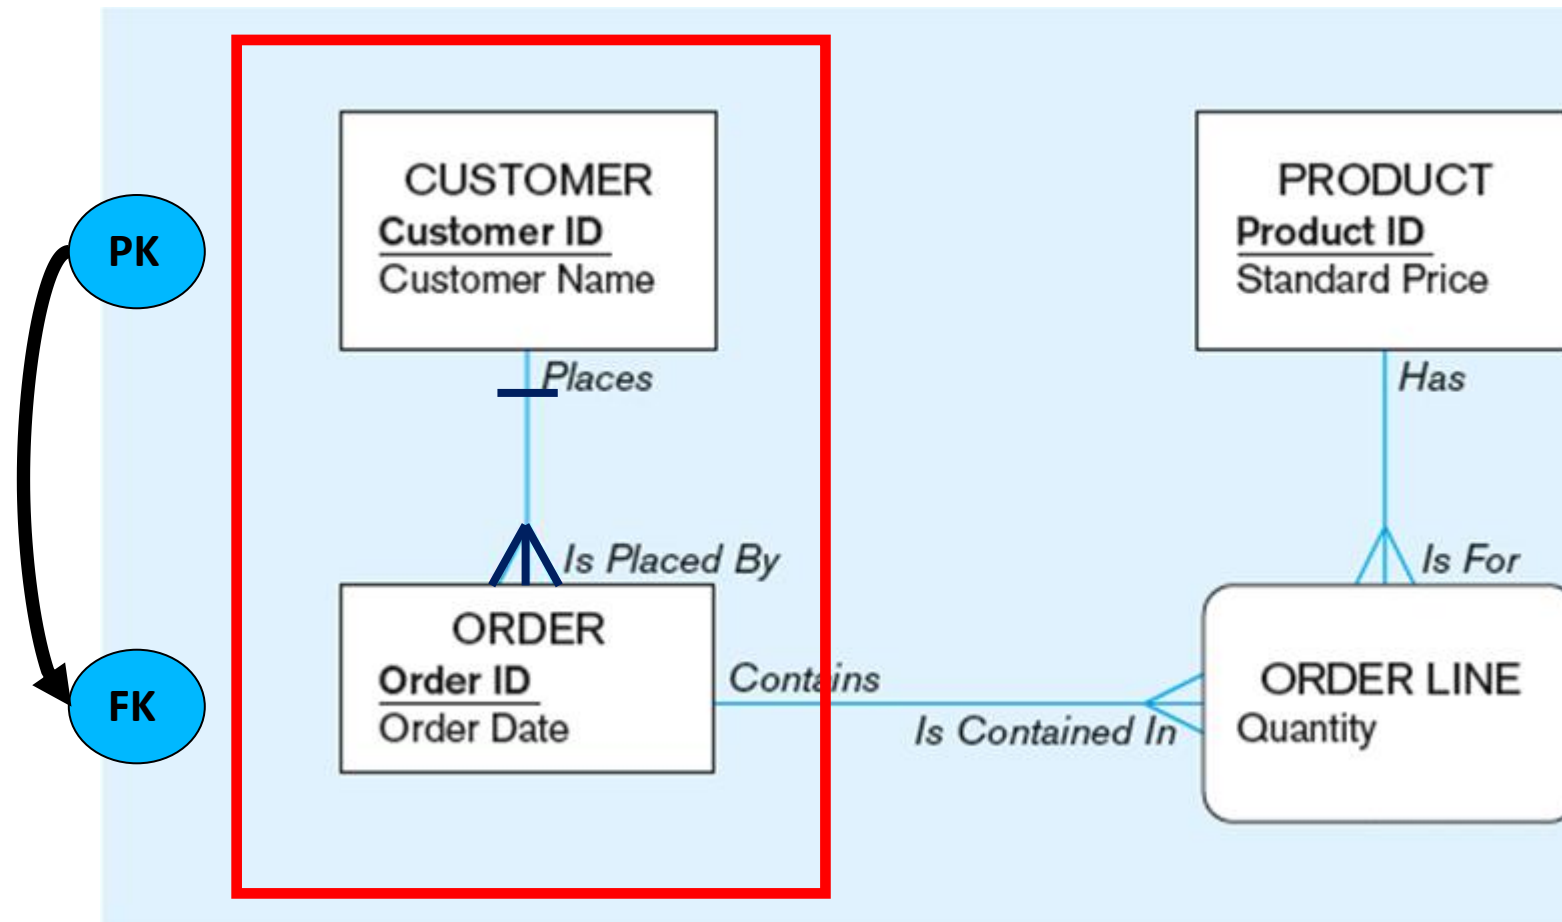 PK
FK
CUSTOMER
Customer ID
Customer Name
Places
Is Placed By
ORDER
Order ID
Order Date
Contains
Is Contained In
PRODUCT
Product ID
Standard Price
Has
Is For
ORDER LINE
Quantity